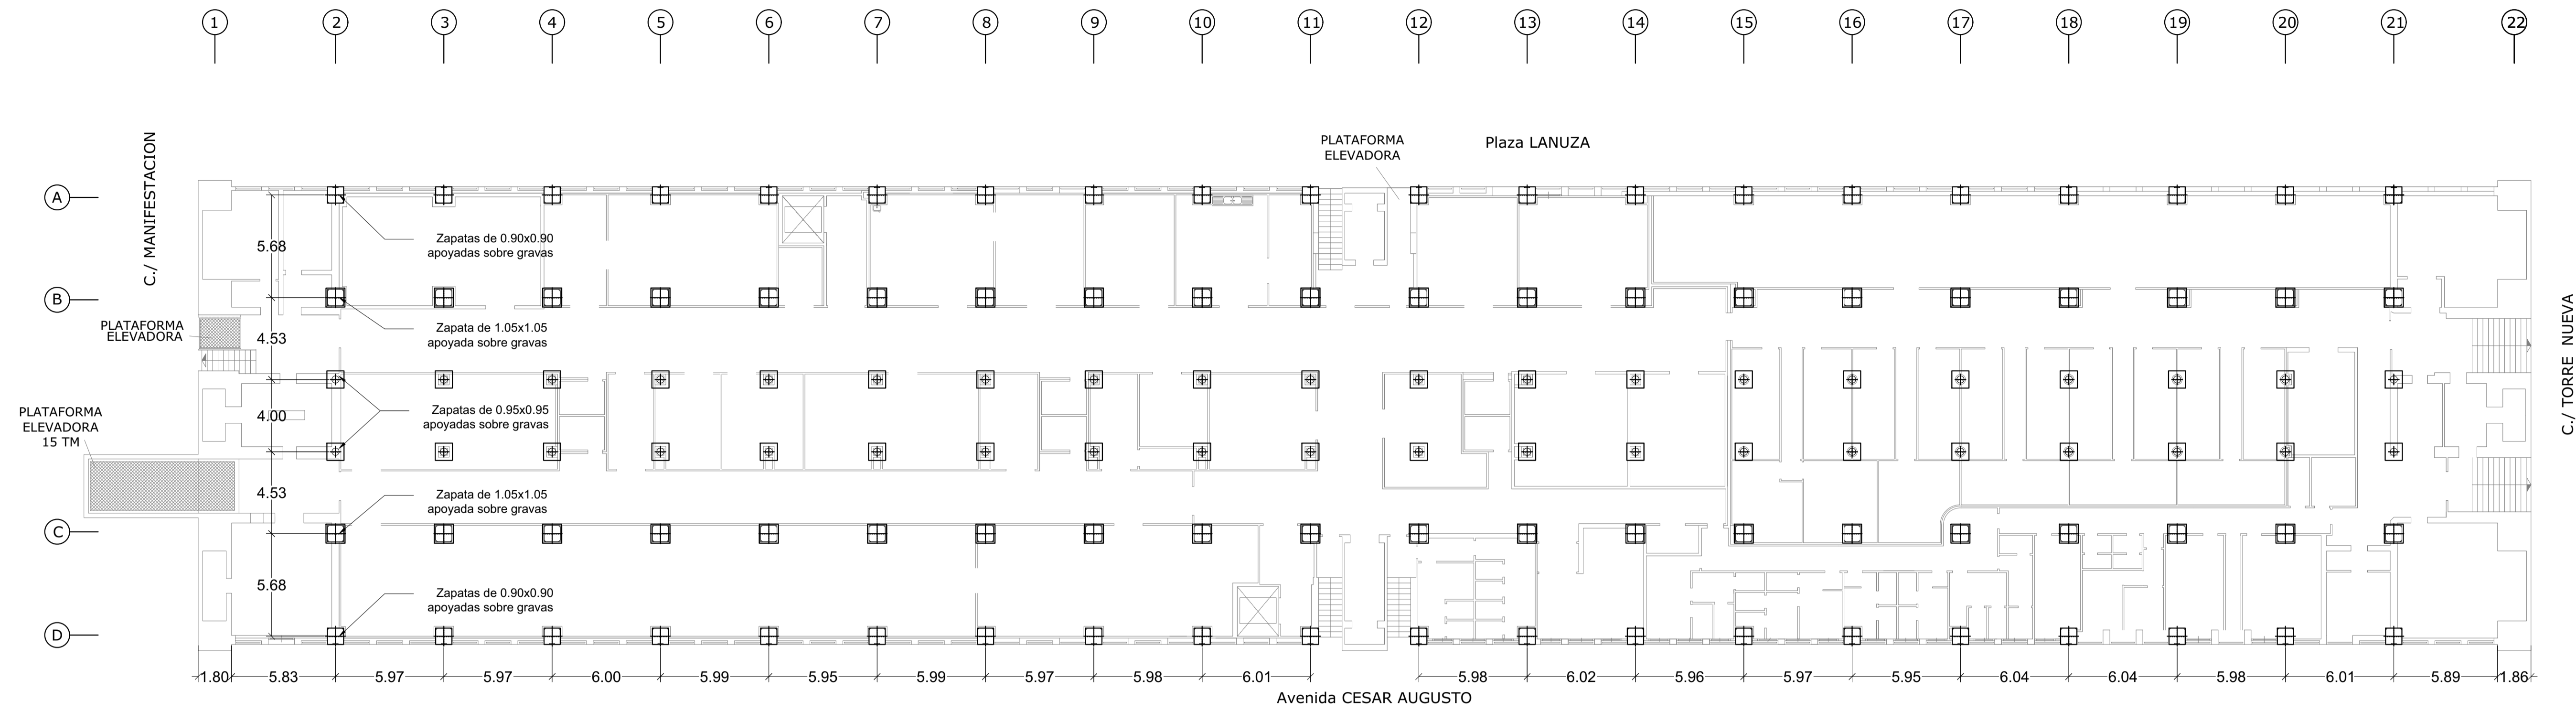 1
2
3
4
5
6
7
8
9
10
11
12
13
14
15
16
17
18
19
20
21
22
C./ MANIFESTACION
PLATAFORMA
ELEVADORA
Plaza LANUZA
A
5.68
Zapatas de 0.90x0.90
apoyadas sobre gravas
B
PLATAFORMA
ELEVADORA
4.53
Zapata de 1.05x1.05
apoyada sobre gravas
C./ TORRE NUEVA
PLATAFORMA
ELEVADORA
15 TM
4.00
Zapatas de 0.95x0.95
apoyadas sobre gravas
4.53
Zapata de 1.05x1.05
apoyada sobre gravas
C
5.68
Zapatas de 0.90x0.90
apoyadas sobre gravas
D
1.80
5.83
5.97
5.97
6.00
5.99
5.95
5.99
5.97
5.98
6.01
5.98
6.02
5.96
5.97
5.95
6.04
6.04
5.98
6.01
5.89
1.86
Avenida CESAR AUGUSTO